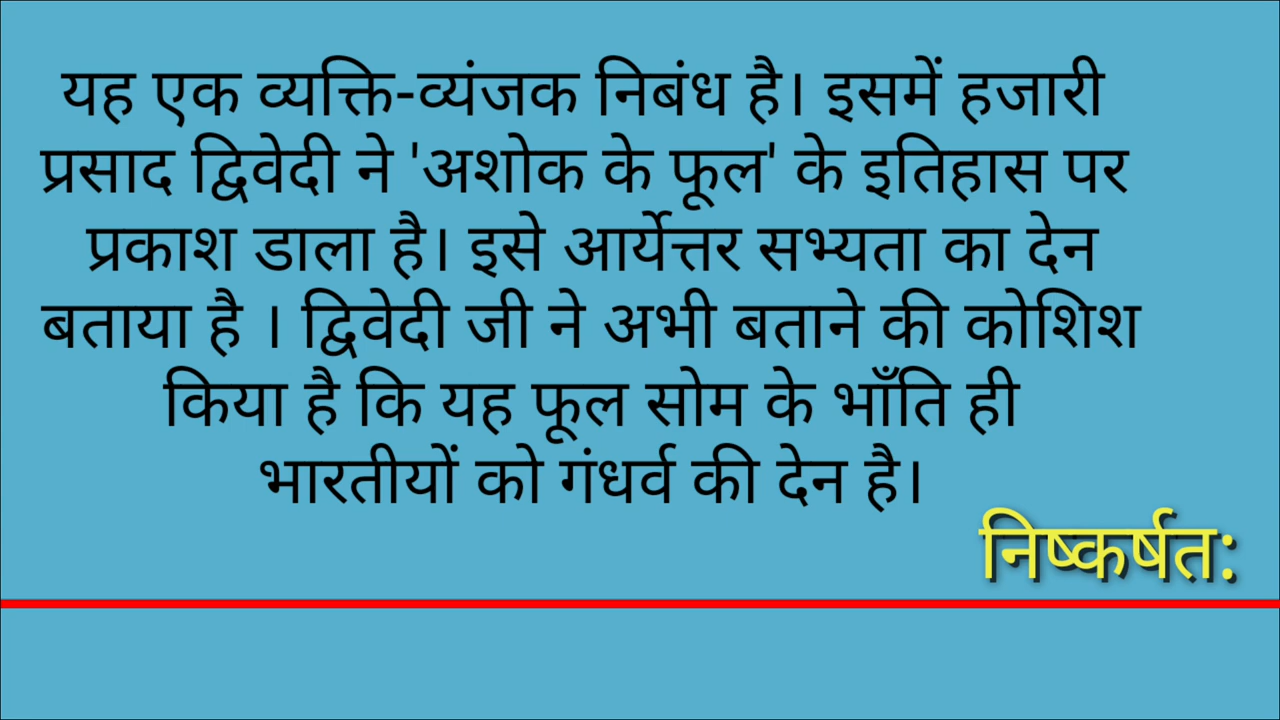 यह एक व्यक्ति-व्यंजक निबंध है। इसमें हजारी
प्रसाद द्विवेदी ने 'अशोक के फूल' के इतिहास पर
प्रकाश डाला है। इसे आर्येत्तर सभ्यता का देन
बताया है । द्विवेदी जी ने अभी बताने की कोशिश
किया है कि यह फूल सोम के भाँति ही
भारतीयों को गंधर्व की देन है।
निष्कर्षत: